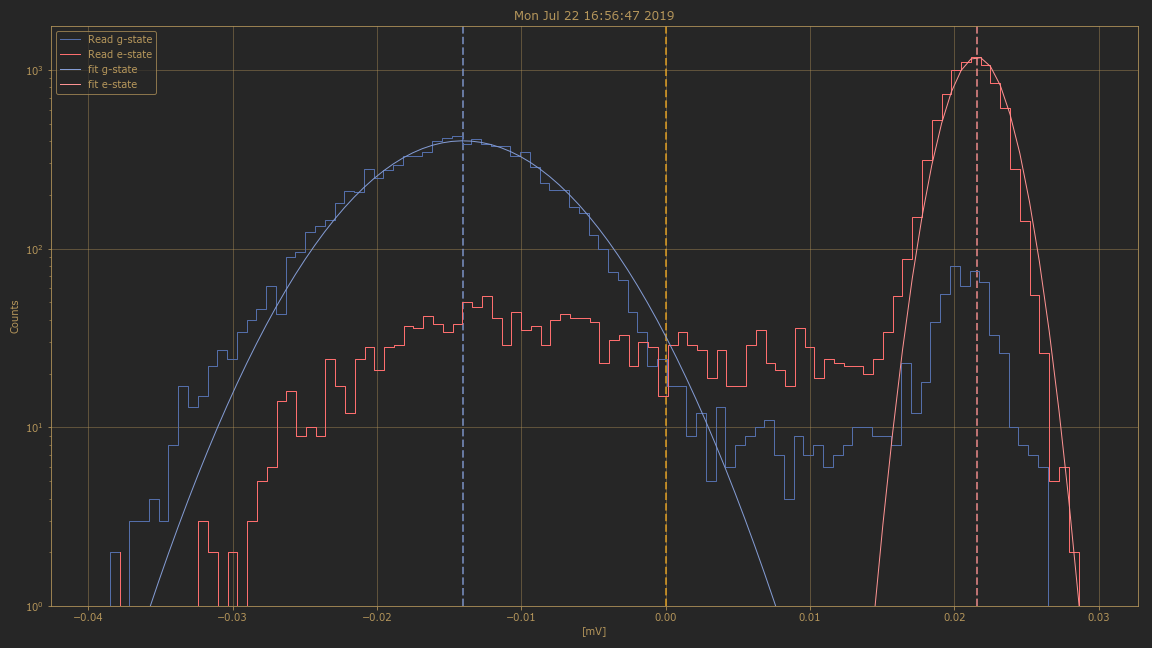 Mon Jul 22 16:56:47 2019
Read g-state
Read e-state
fit g-state
fit e-state
Counts
10³
10²
10¹
10⁰
−0.04 −0.03 −0.02 −0.01 0.00 0.01 0.02 0.03
[mV]